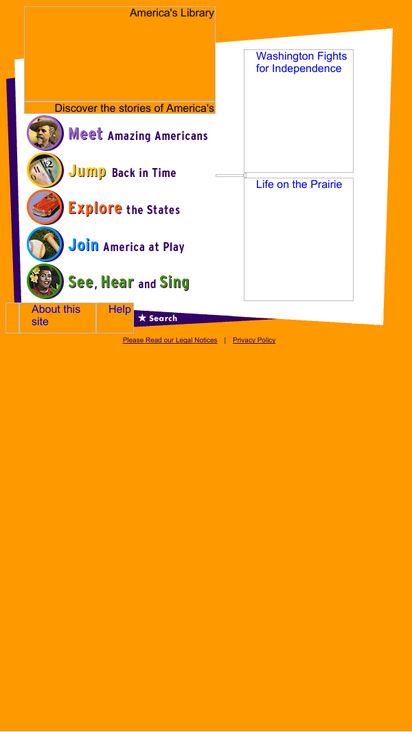 America's Library
Discover the stories of America's
Meet Amazing Americans
Jump Back in Time
Explore the States
Join America at Play
See, Hear and Sing
Washington Fights
for Independence
Life on the Prairie
About this
site
Help
★ Search
Please Read our Legal Notices | Privacy Policy